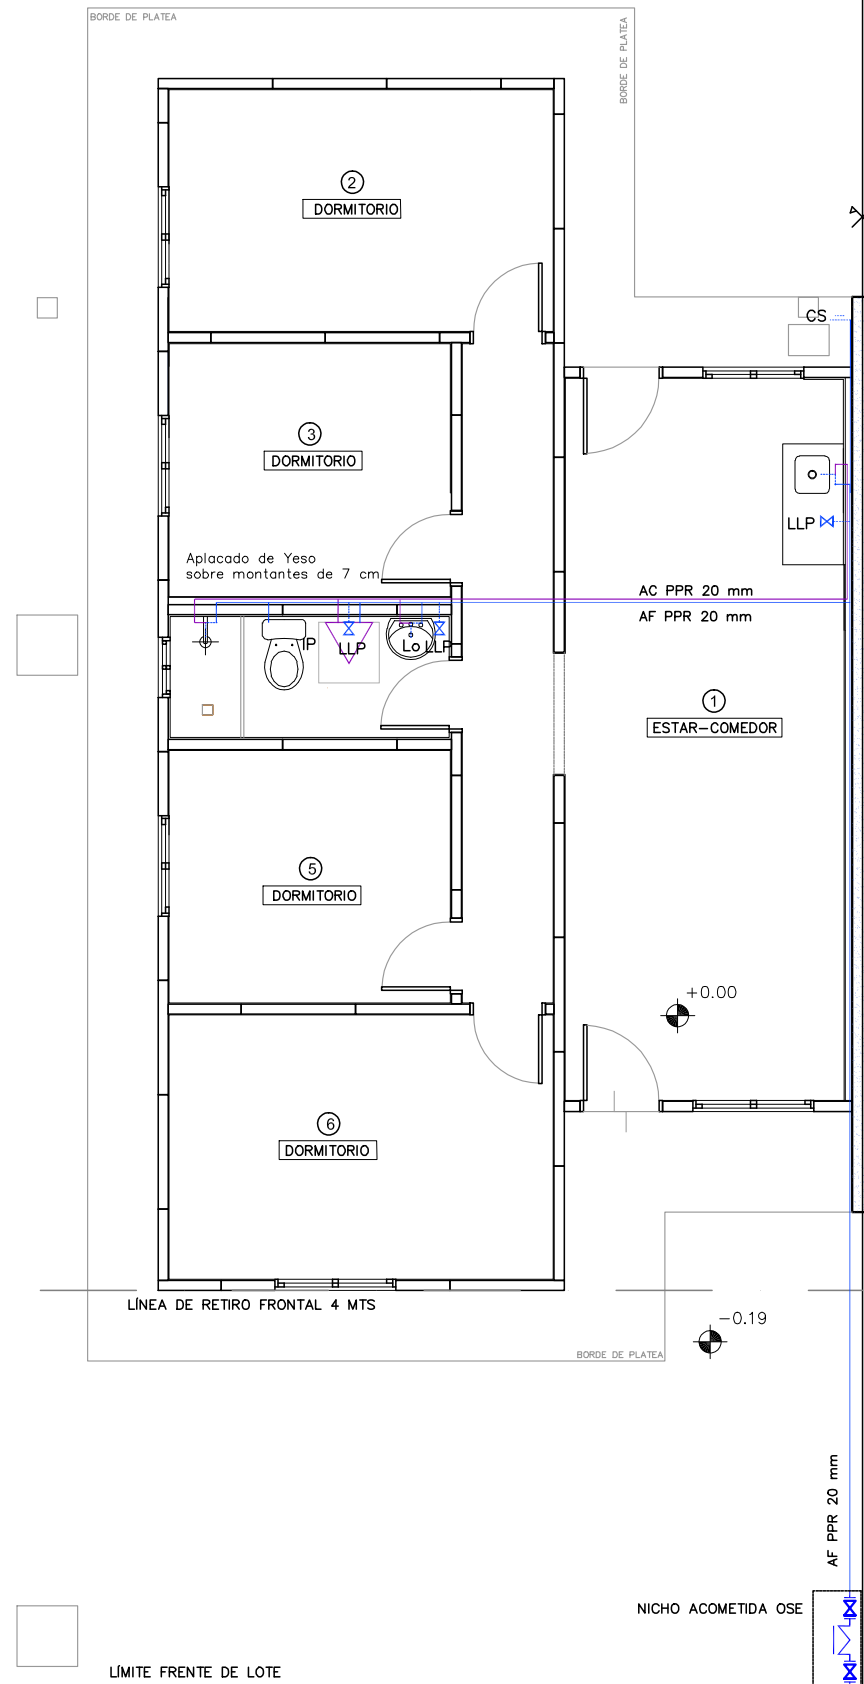 BORDE DE PLATEA
BORDE DE PLATEA
2
DORMITORIO
CS
3
DORMITORIO
LLP
Aplacado de Yeso
sobre montantes de 7 cm
AC PPR 20 mm
AF PPR 20 mm
IP
LLP
Lo
LLP
1
ESTAR-COMEDOR
5
DORMITORIO
+0.00
6
DORMITORIO
LÍNEA DE RETIRO FRONTAL 4 MTS
-0.19
BORDE DE PLATEA
AF PPR 20 mm
NICHO ACOMETIDA OSE
LÍMITE FRENTE DE LOTE